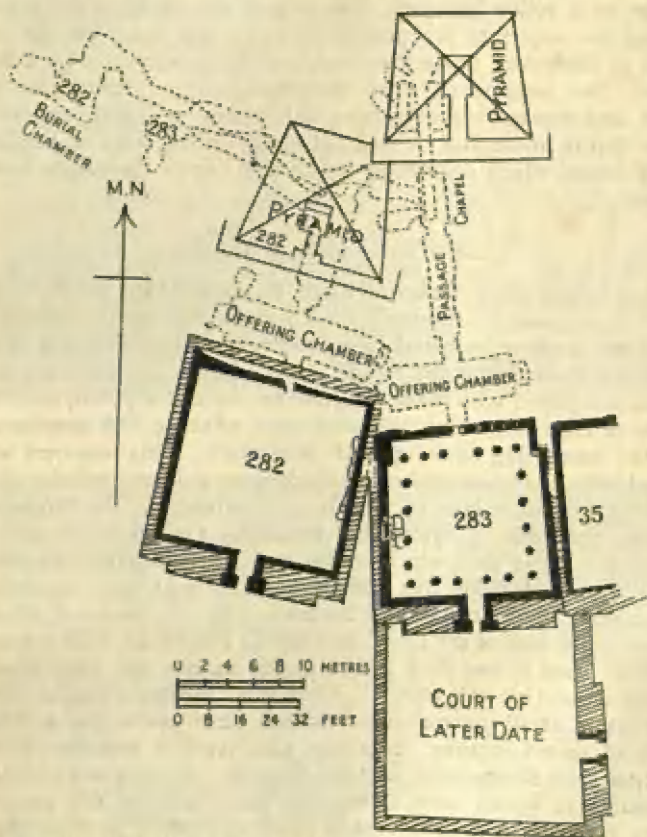 282
BURIAL
CHAMBER
283
M.N.
PYRAMID
PYRAMID
282
CHAPEL
PASSAGE
OFFERING CHAMBER
OFFERING CHAMBER
282
283
35
0 2 4 6 8 10 METRES
0 8 16 24 32 FEET
COURT OF
LATER DATE